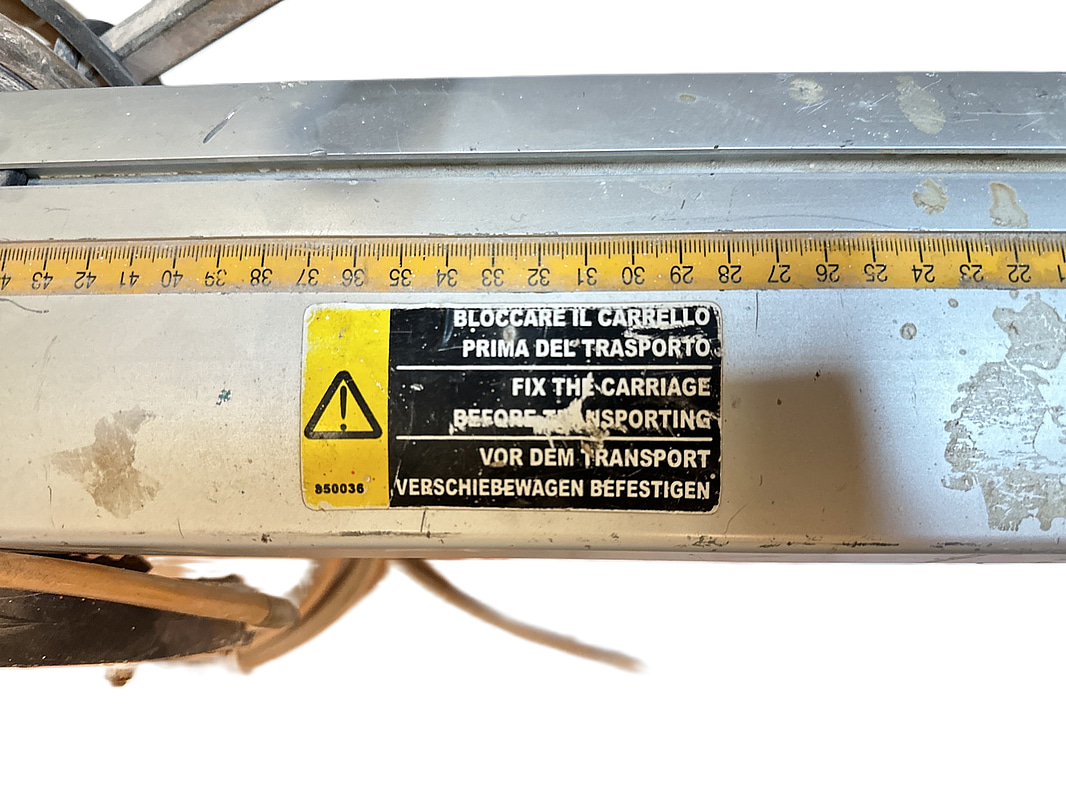 43 42 41 40 39 38 37 36 35 34 33 32 31 30 29 28 27 26 25 24 23 22
BLOCCARE IL CARRELLO
PRIMA DEL TRASPORTO
FIX THE CARRIAGE
BEFORE TRANSPORTING
VOR DEM TRANSPORT
VERSCHIEBEWAGEN BEFESTIGEN
850036